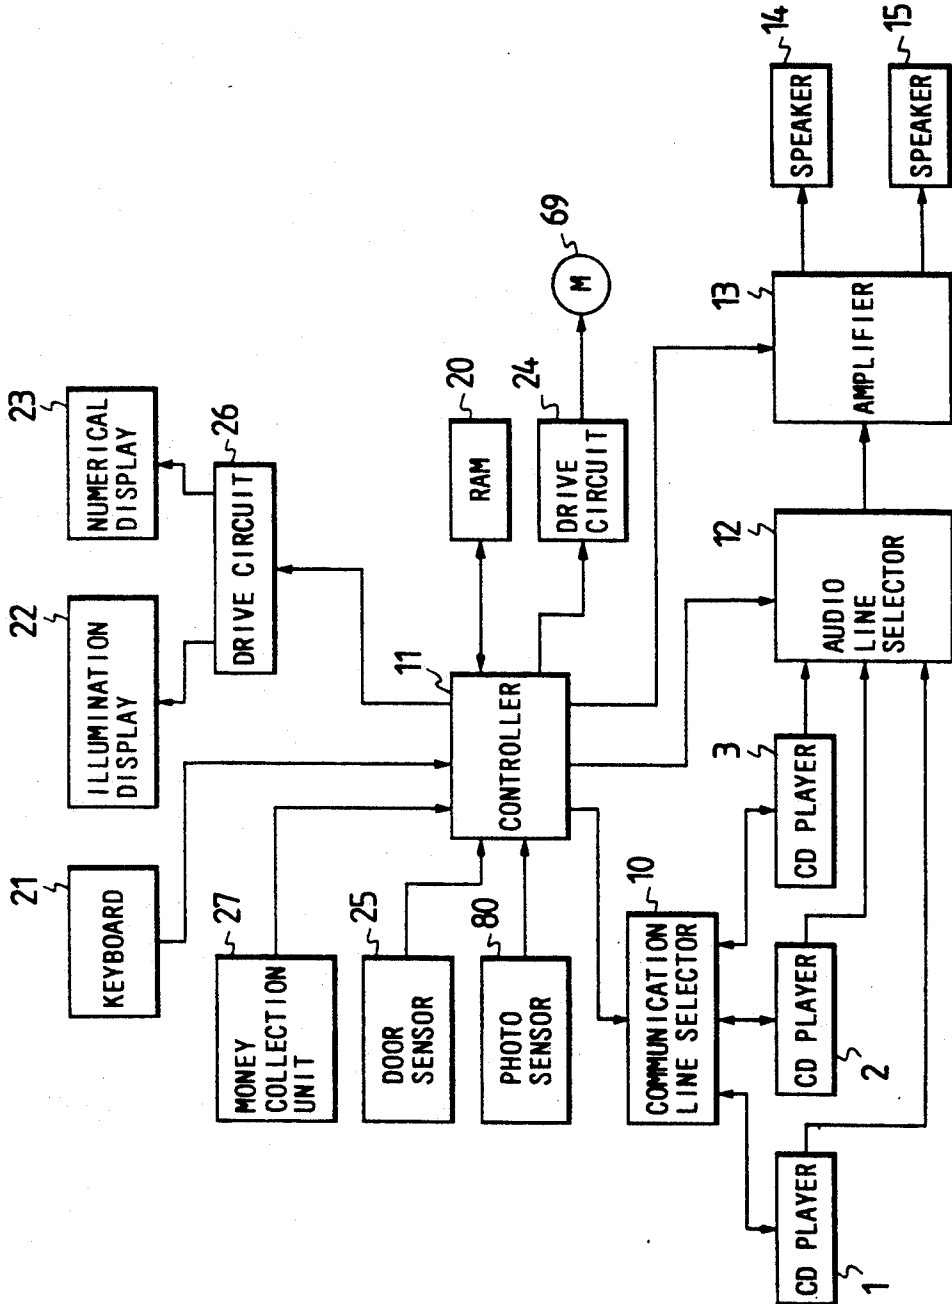 21
KEYBOARD
22
ILLUMINATION
DISPLAY
23
NUMERICAL
DISPLAY
26
DRIVE CIRCUIT
27
MONEY
COLLECTION
UNIT
25
DOOR
SENSOR
80
PHOTO
SENSOR
11
CONTROLLER
20
RAM
24
DRIVE
CIRCUIT
69
M
10
COMMUNICATION
LINE SELECTOR
CD PLAYER
1
CD PLAYER
2
3
CD PLAYER
12
AUDIO
LINE
SELECTOR
13
AMPLIFIER
14
SPEAKER
15
SPEAKER